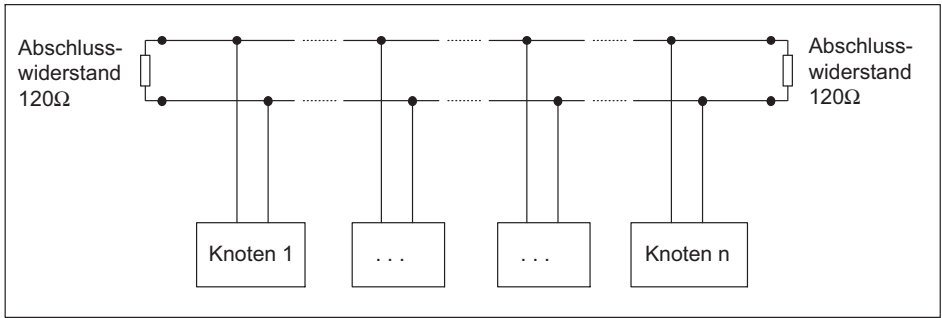 Abschluss-
widerstand
120Ω
Abschluss-
widerstand
120Ω
Knoten 1
. . .
. . .
Knoten n